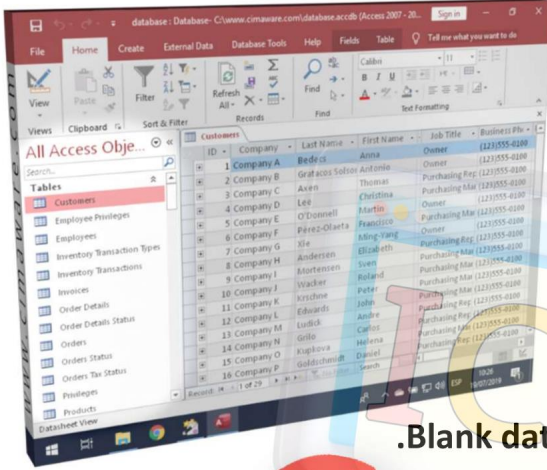 database : Database- C:\www.cimaware.com\database.accdb (Access 2007 - 20...
Sign in
File Home Create External Data Database Tools Help Fields Table Tell me what you want to do
View
Paste
Filter
Refresh All
Find
Calibri 11
B I U
Views Clipboard Sort & Filter Records Find Text Formatting
All Access Obje...
Search...
Tables
Customers
Employee Privileges
Employees
Inventory Transaction Types
Inventory Transactions
Invoices
Order Details
Order Details Status
Orders
Orders Status
Orders Tax Status
Privileges
Products
Customers
ID Company Last Name First Name Job Title Business Ph
1 Company A Bedecs Anna Owner (123)555-0100
2 Company B Gratacos Solsor Antonio Owner (123)555-0100
3 Company C Axen Thomas Purchasing Rep (123)555-0100
4 Company D Lee Christina Purchasing Mar (123)555-0100
5 Company E O'Donnell Martin Owner (123)555-0100
6 Company F Pérez-Olaeta Francisco Purchasing Mar (123)555-0100
7 Company G Xie Ming-Yang Owner (123)555-0100
8 Company H Andersen Elizabeth Purchasing Rep (123)555-0100
9 Company I Mortensen Sven Purchasing Mar (123)555-0100
10 Company J Wacker Roland Purchasing Mar (123)555-0100
11 Company K Krschne Peter Purchasing Mar (123)555-0100
12 Company L Edwards John Purchasing Mar (123)555-0100
13 Company M Ludick Andre Purchasing Rep (123)555-0100
14 Company N Grilo Carlos Purchasing Rep (123)555-0100
15 Company O Kupkova Helena Purchasing Mar (123)555-0100
16 Company P Goldschmidt Daniel Purchasing Rep (123)555-0100
Record: 1 of 29 Search
Datasheet View
ESP 10:26
10/07/2019
.Blank dat
IC